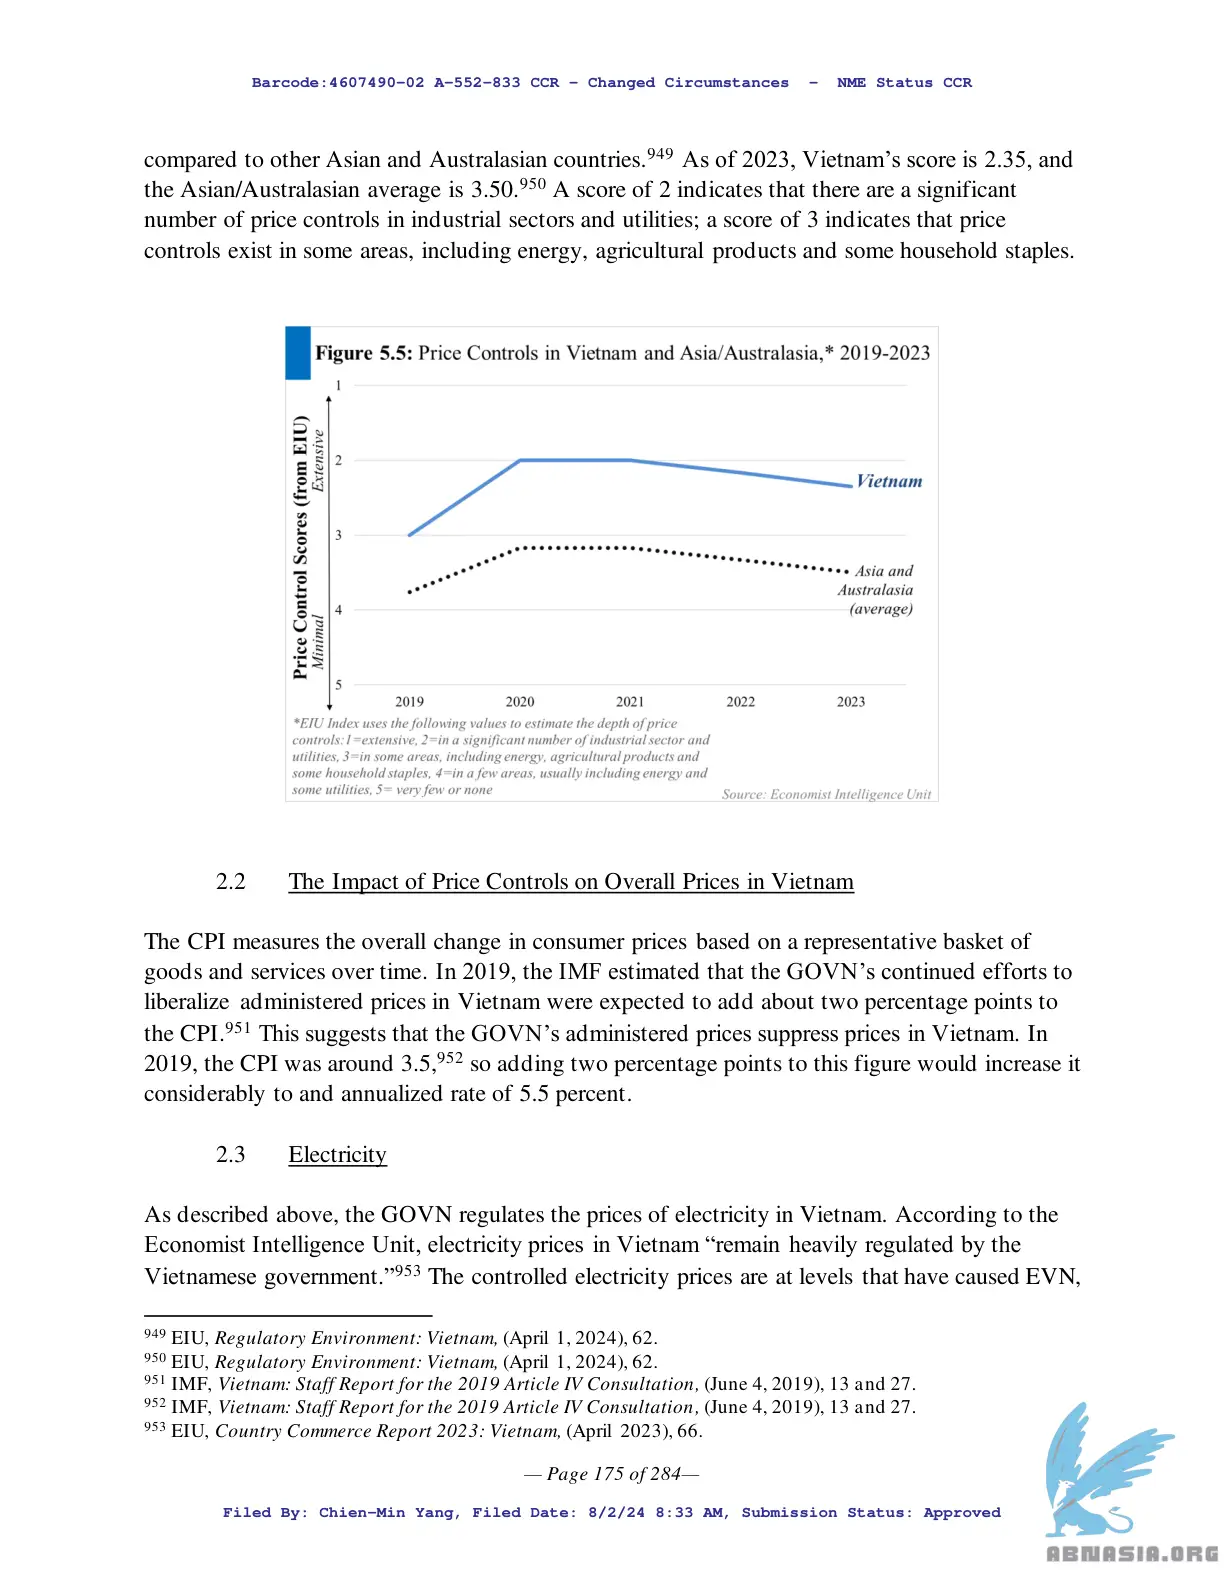 Barcode:4607490-02 A-552-833 CCR - Changed Circumstances - NME Status CCR
compared to other Asian and Australasian countries.949 As of 2023, Vietnam’s score is 2.35, and
the Asian/Australasian average is 3.50.950 A score of 2 indicates that there are a significant
number of price controls in industrial sectors and utilities; a score of 3 indicates that price
controls exist in some areas, including energy, agricultural products and some household staples.
Figure 5.5: Price Controls in Vietnam and Asia/Australasia,* 2019-2023
Price Control Scores (from EIU)
Extensive
Minimal
1
2
3
4
5
Vietnam
Asia and
Australasia
(average)
2019 2020 2021 2022 2023
*EIU Index uses the following values to estimate the depth of price
controls:1=extensive, 2=in a significant number of industrial sector and
utilities, 3=in some areas, including energy, agricultural products and
some household staples, 4=in a few areas, usually including energy and
some utilities, 5= very few or none
Source: Economist Intelligence Unit
2.2 The Impact of Price Controls on Overall Prices in Vietnam
The CPI measures the overall change in consumer prices based on a representative basket of
goods and services over time. In 2019, the IMF estimated that the GOVN’s continued efforts to
liberalize administered prices in Vietnam were expected to add about two percentage points to
the CPI.951 This suggests that the GOVN’s administered prices suppress prices in Vietnam. In
2019, the CPI was around 3.5,952 so adding two percentage points to this figure would increase it
considerably to and annualized rate of 5.5 percent.
2.3 Electricity
As described above, the GOVN regulates the prices of electricity in Vietnam. According to the
Economist Intelligence Unit, electricity prices in Vietnam “remain heavily regulated by the
Vietnamese government.”953 The controlled electricity prices are at levels that have caused EVN,
949 EIU, Regulatory Environment: Vietnam, (April 1, 2024), 62.
950 EIU, Regulatory Environment: Vietnam, (April 1, 2024), 62.
951 IMF, Vietnam: Staff Report for the 2019 Article IV Consultation, (June 4, 2019), 13 and 27.
952 IMF, Vietnam: Staff Report for the 2019 Article IV Consultation, (June 4, 2019), 13 and 27.
953 EIU, Country Commerce Report 2023: Vietnam, (April 2023), 66.
— Page 175 of 284—
Filed By: Chien-Min Yang, Filed Date: 8/2/24 8:33 AM, Submission Status: Approved
ABNASIA.ORG